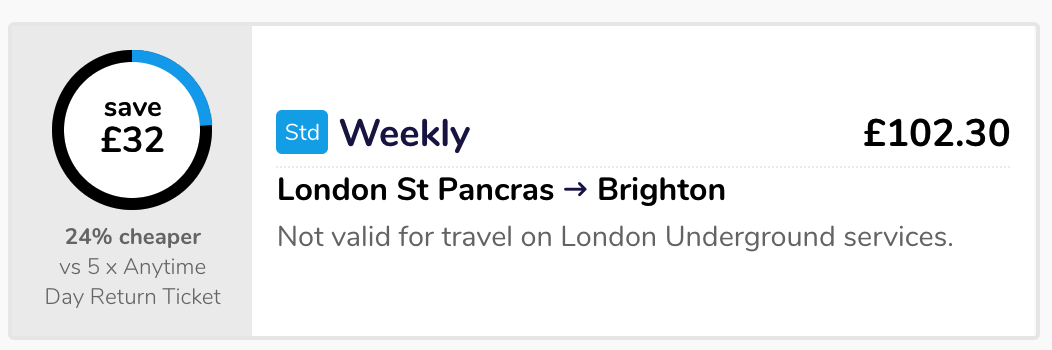 save
£32
24% cheaper
vs 5 x Anytime
Day Return Ticket
Std Weekly £102.30
London St Pancras → Brighton
Not valid for travel on London Underground services.